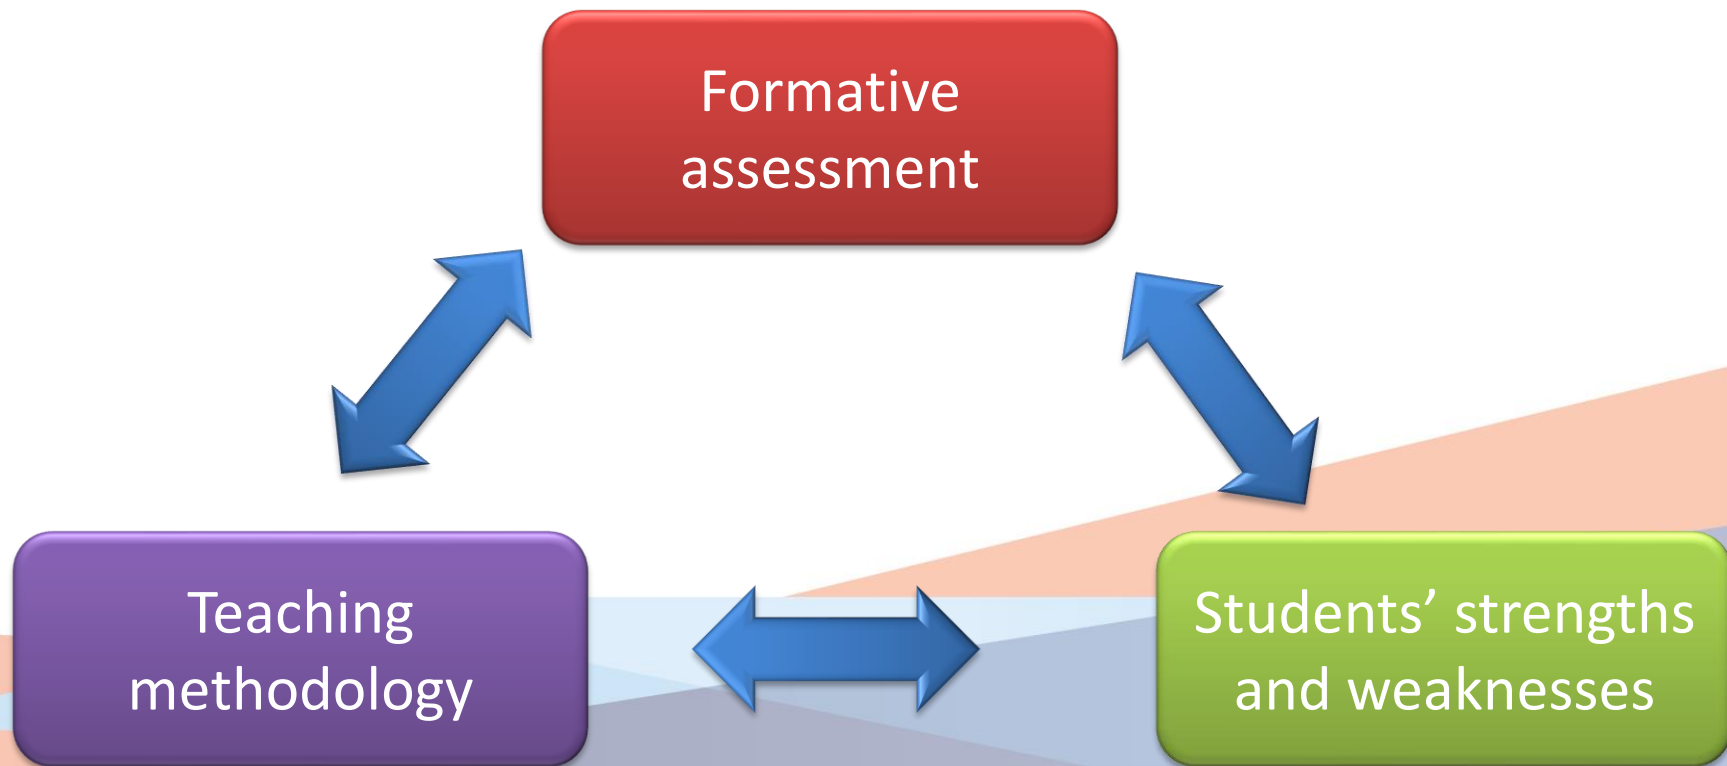 Formative
assessment
Teaching
methodology
Students’ strengths
and weaknesses